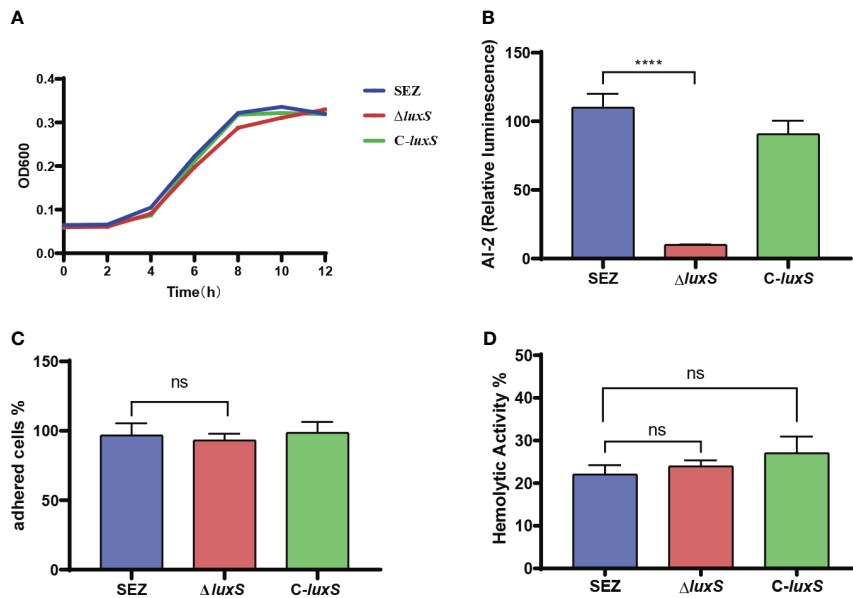 A
OD600
0.4
0.3
0.2
0.1
0.0
0 2 4 6 8 10 12
Time(h)
SEZ
ΔluxS
C-luxS
B
AI-2 (Relative luminescence)
150
100
50
0
****
SEZ ΔluxS C-luxS
C
adhered cells %
150
100
50
0
ns
SEZ ΔluxS C-luxS
D
Hemolytic Activity %
50
40
30
20
10
0
ns
ns
SEZ ΔluxS C-luxS